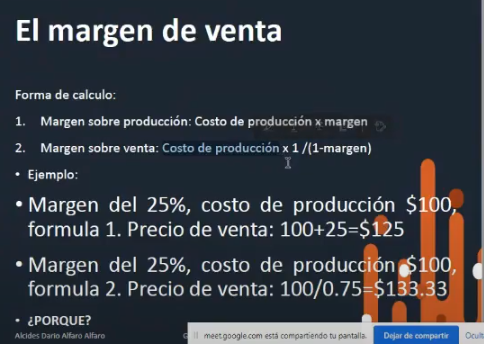 El margen de venta
Forma de calculo:
1. Margen sobre producción: Costo de producción x margen
2. Margen sobre venta: Costo de producción x 1 /(1-margen)
• Ejemplo:
• Margen del 25%, costo de producción $100,
formula 1. Precio de venta: 100+25=$125
• Margen del 25%, costo de producción $100,
formula 2. Precio de venta: 100/0.75=$133.33
• ¿PORQUE?
Alcides Dario Alfaro Alfaro
meet.google.com está compartiendo tu pantalla.
Dejar de compartir